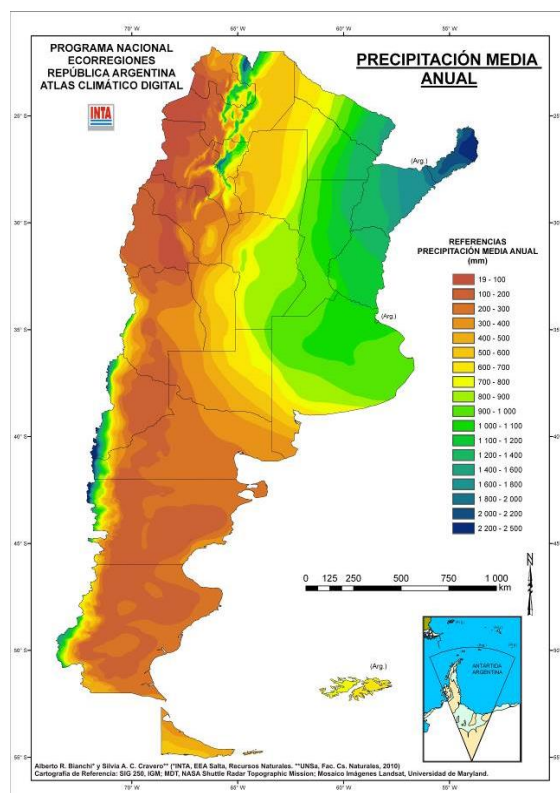 PROGRAMA NACIONAL
ECORREGIONES
REPÚBLICA ARGENTINA
ATLAS CLIMÁTICO DIGITAL
INTA
PRECIPITACIÓN MEDIA
ANUAL
(Arg.)
REFERENCIAS
PRECIPITACIÓN MEDIA ANUAL
(mm)
19 - 100
100 - 200
200 - 300
300 - 400
400 - 500
500 - 600
600 - 700
700 - 800
800 - 900
900 - 1 000
1 000 - 1 100
1 100 - 1 200
1 200 - 1 400
1 400 - 1 600
1 600 - 1 800
1 800 - 2 000
2 000 - 2 200
2 200 - 2 500
(Arg.)
0 125 250 500 750 1 000
km
N
(Arg.)
ANTÁRTIDA
ARGENTINA
Alberto R. Bianchi* y Silvia A. C. Cravero** (*INTA, EEA Salta, Recursos Naturales. **UNSa, Fac. Cs. Naturales, 2010)
Cartografía de Referencia: SIG 250, IGM; MDT, NASA Shuttle Radar Topographic Mission; Mosaico Imágenes Landsat, Universidad de Maryland.